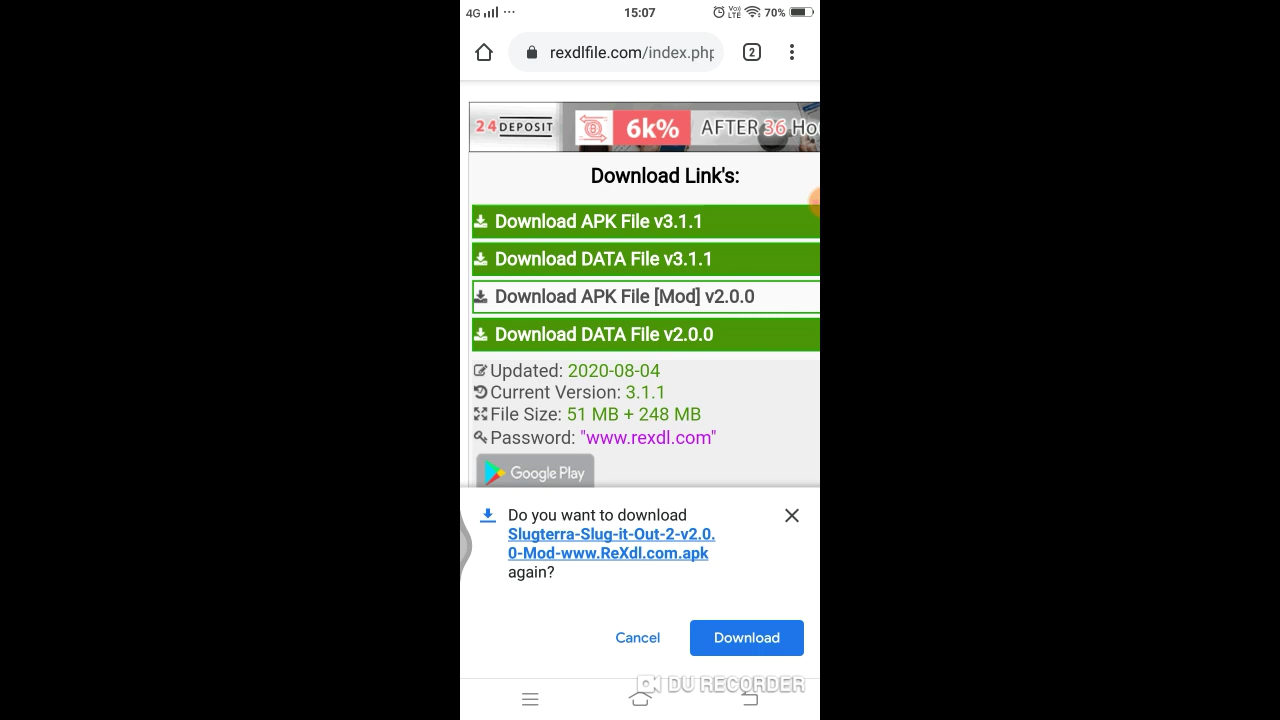 4G ... 15:07 Vo) LTE 70%
rexdlfile.com/index.php 2
24DEPOSIT 6k% AFTER 36 Ho
Download Link's:
Download APK File v3.1.1
Download DATA File v3.1.1
Download APK File [Mod] v2.0.0
Download DATA File v2.0.0
Updated: 2020-08-04
Current Version: 3.1.1
File Size: 51 MB + 248 MB
Password: "www.rexdl.com"
Google Play
Do you want to download
Slugterra-Slug-it-Out-2-v2.0.
0-Mod-www.ReXdl.com.apk
again?
Cancel Download
DU RECORDER